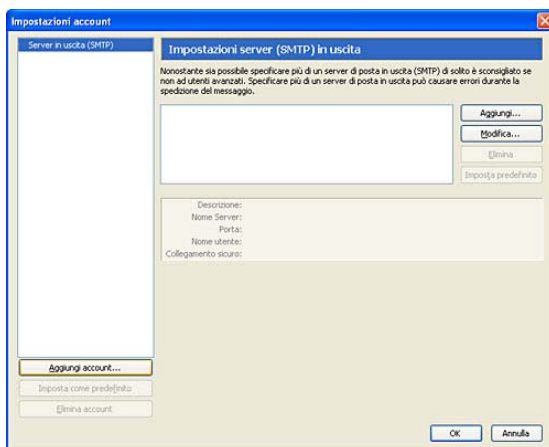 Impostazioni account
Server in uscita (SMTP)
Impostazioni server (SMTP) in uscita
Nonostante sia possibile specificare più di un server di posta in uscita (SMTP) di solito è sconsigliato se
non ad utenti avanzati. Specificare più di un server di posta in uscita può causare errori durante la
spedizione del messaggio.
Aggiungi...
Modifica...
Elimina
Imposta predefinito
Descrizione:
Nome Server:
Porta:
Nome utente:
Collegamento sicuro:
Aggiungi account...
Imposta come predefinito
Elimina account
OK
Annulla